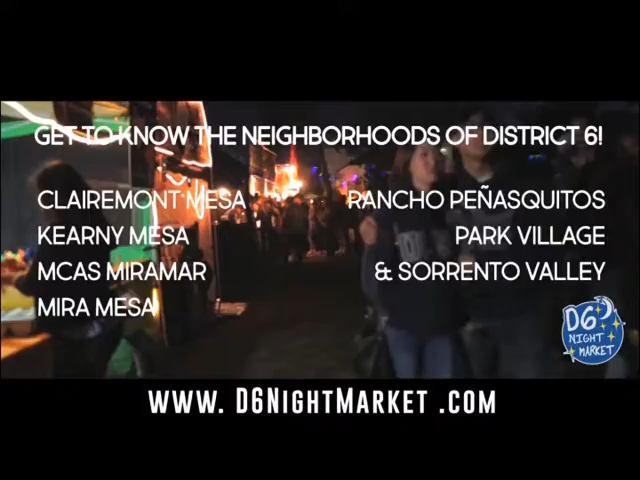 GET TO KNOW THE NEIGHBORHOODS OF DISTRICT 6!
CLAIREMONT MESA
KEARNY MESA
MCAS MIRAMAR
MIRA MESA
RANCHO PEÑASQUITOS
PARK VILLAGE
& SORRENTO VALLEY
D6
NIGHT
MARKET
WWW. D6NIGHTMARKET .COM